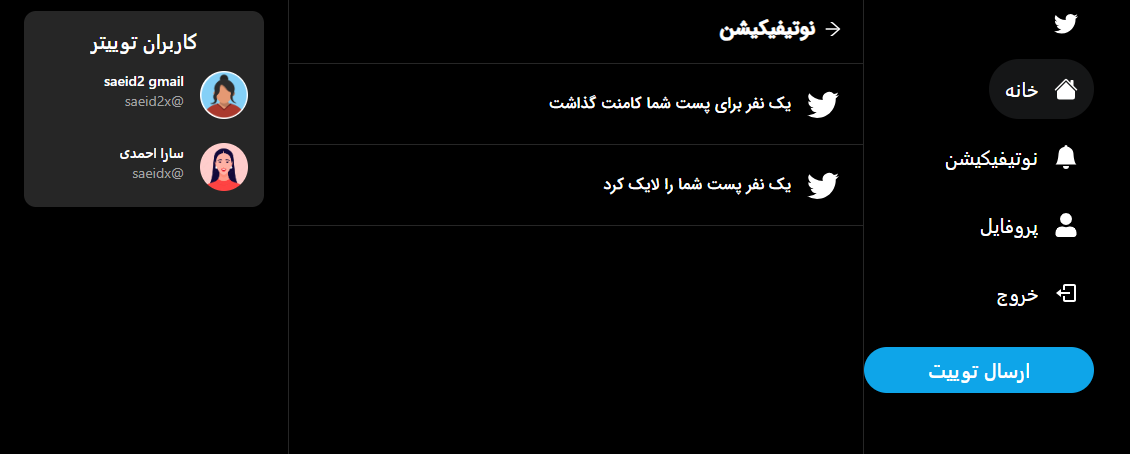 خانه
نوتیفیکیشن
پروفایل
خروج
ارسال توییت
نوتیفیکیشن
یک نفر برای پست شما کامنت گذاشت
یک نفر پست شما را لایک کرد
کاربران توییتر
saeid2 gmail
saeid2x@
سارا احمدی
saeidx@